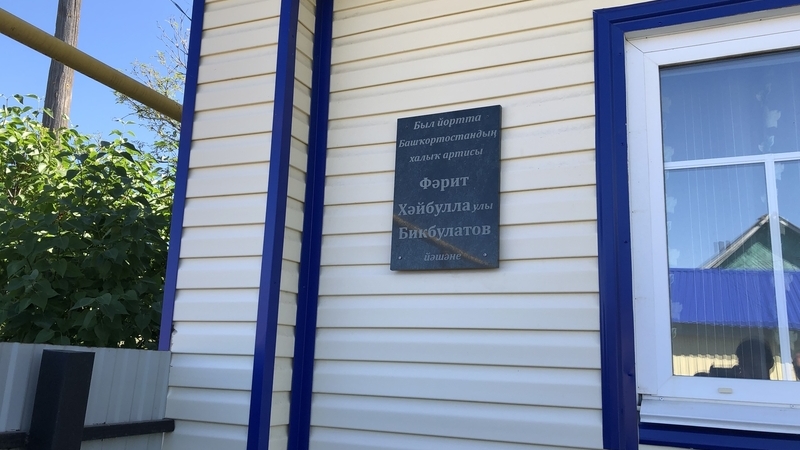 Был йортта
Башҡортостандың
халыҡ артисы
Фәрит
Хәйбулла улы
Бикбулатов
йәшәне